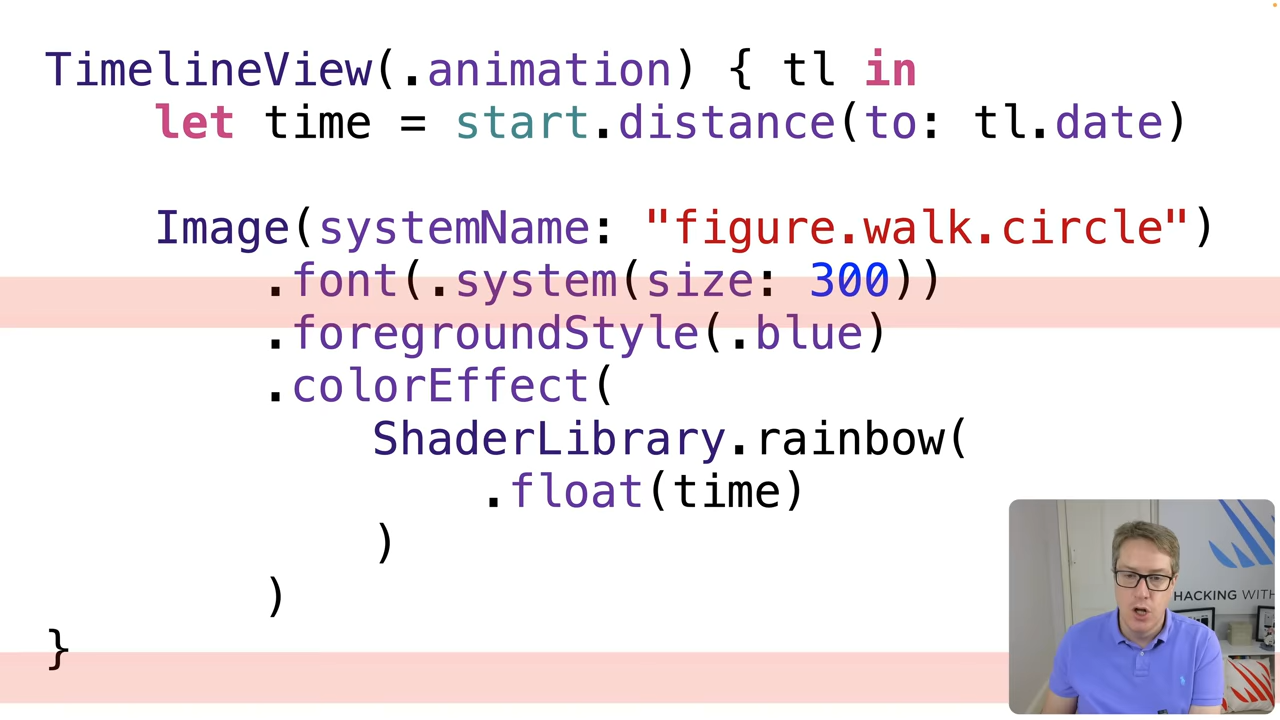 TimelineView(.animation) { tl in
    let time = start.distance(to: tl.date)

    Image(systemName: "figure.walk.circle")
        .font(.system(size: 300))
        .foregroundStyle(.blue)
        .colorEffect(
            ShaderLibrary.rainbow(
                .float(time)
            )
        )
}
HACKING WITH